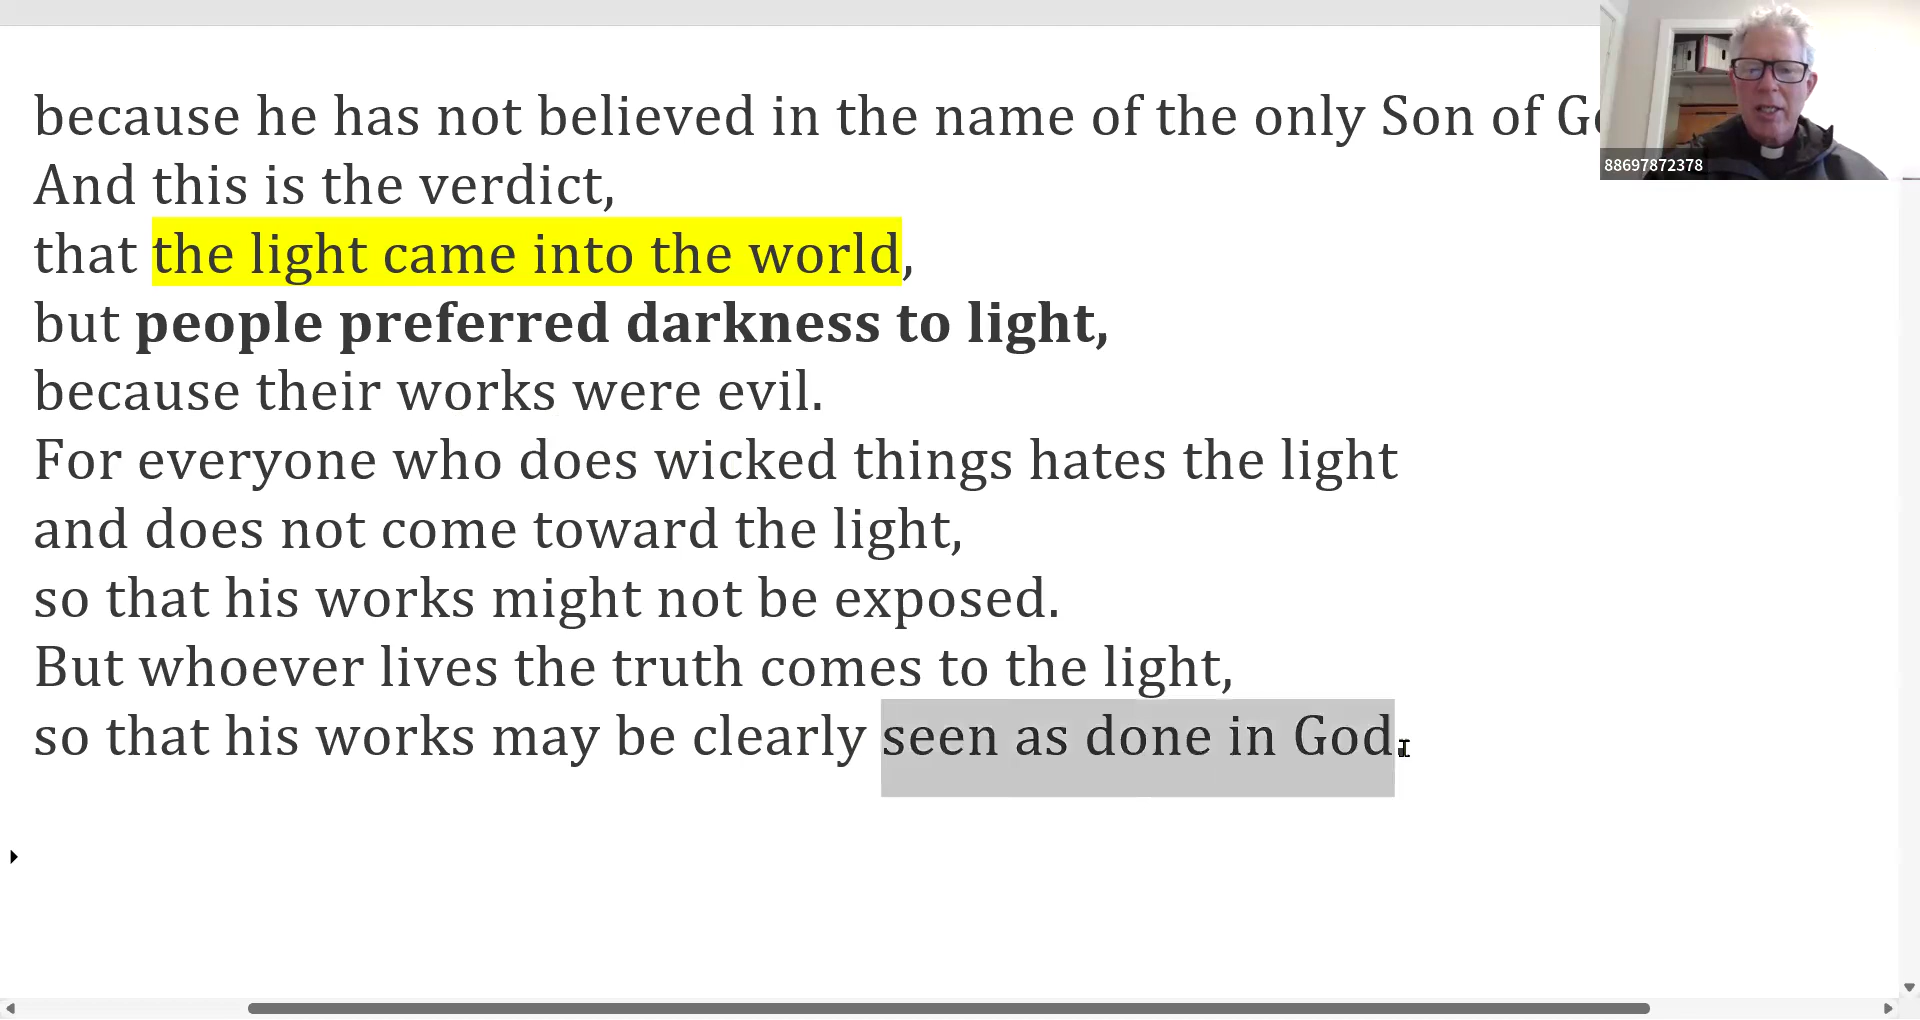 because he has not believed in the name of the only Son of
And this is the verdict,
that the light came into the world,
but people preferred darkness to light,
because their works were evil.
For everyone who does wicked things hates the light
and does not come toward the light,
so that his works might not be exposed.
But whoever lives the truth comes to the light,
so that his works may be clearly seen as done in God.
88697872378